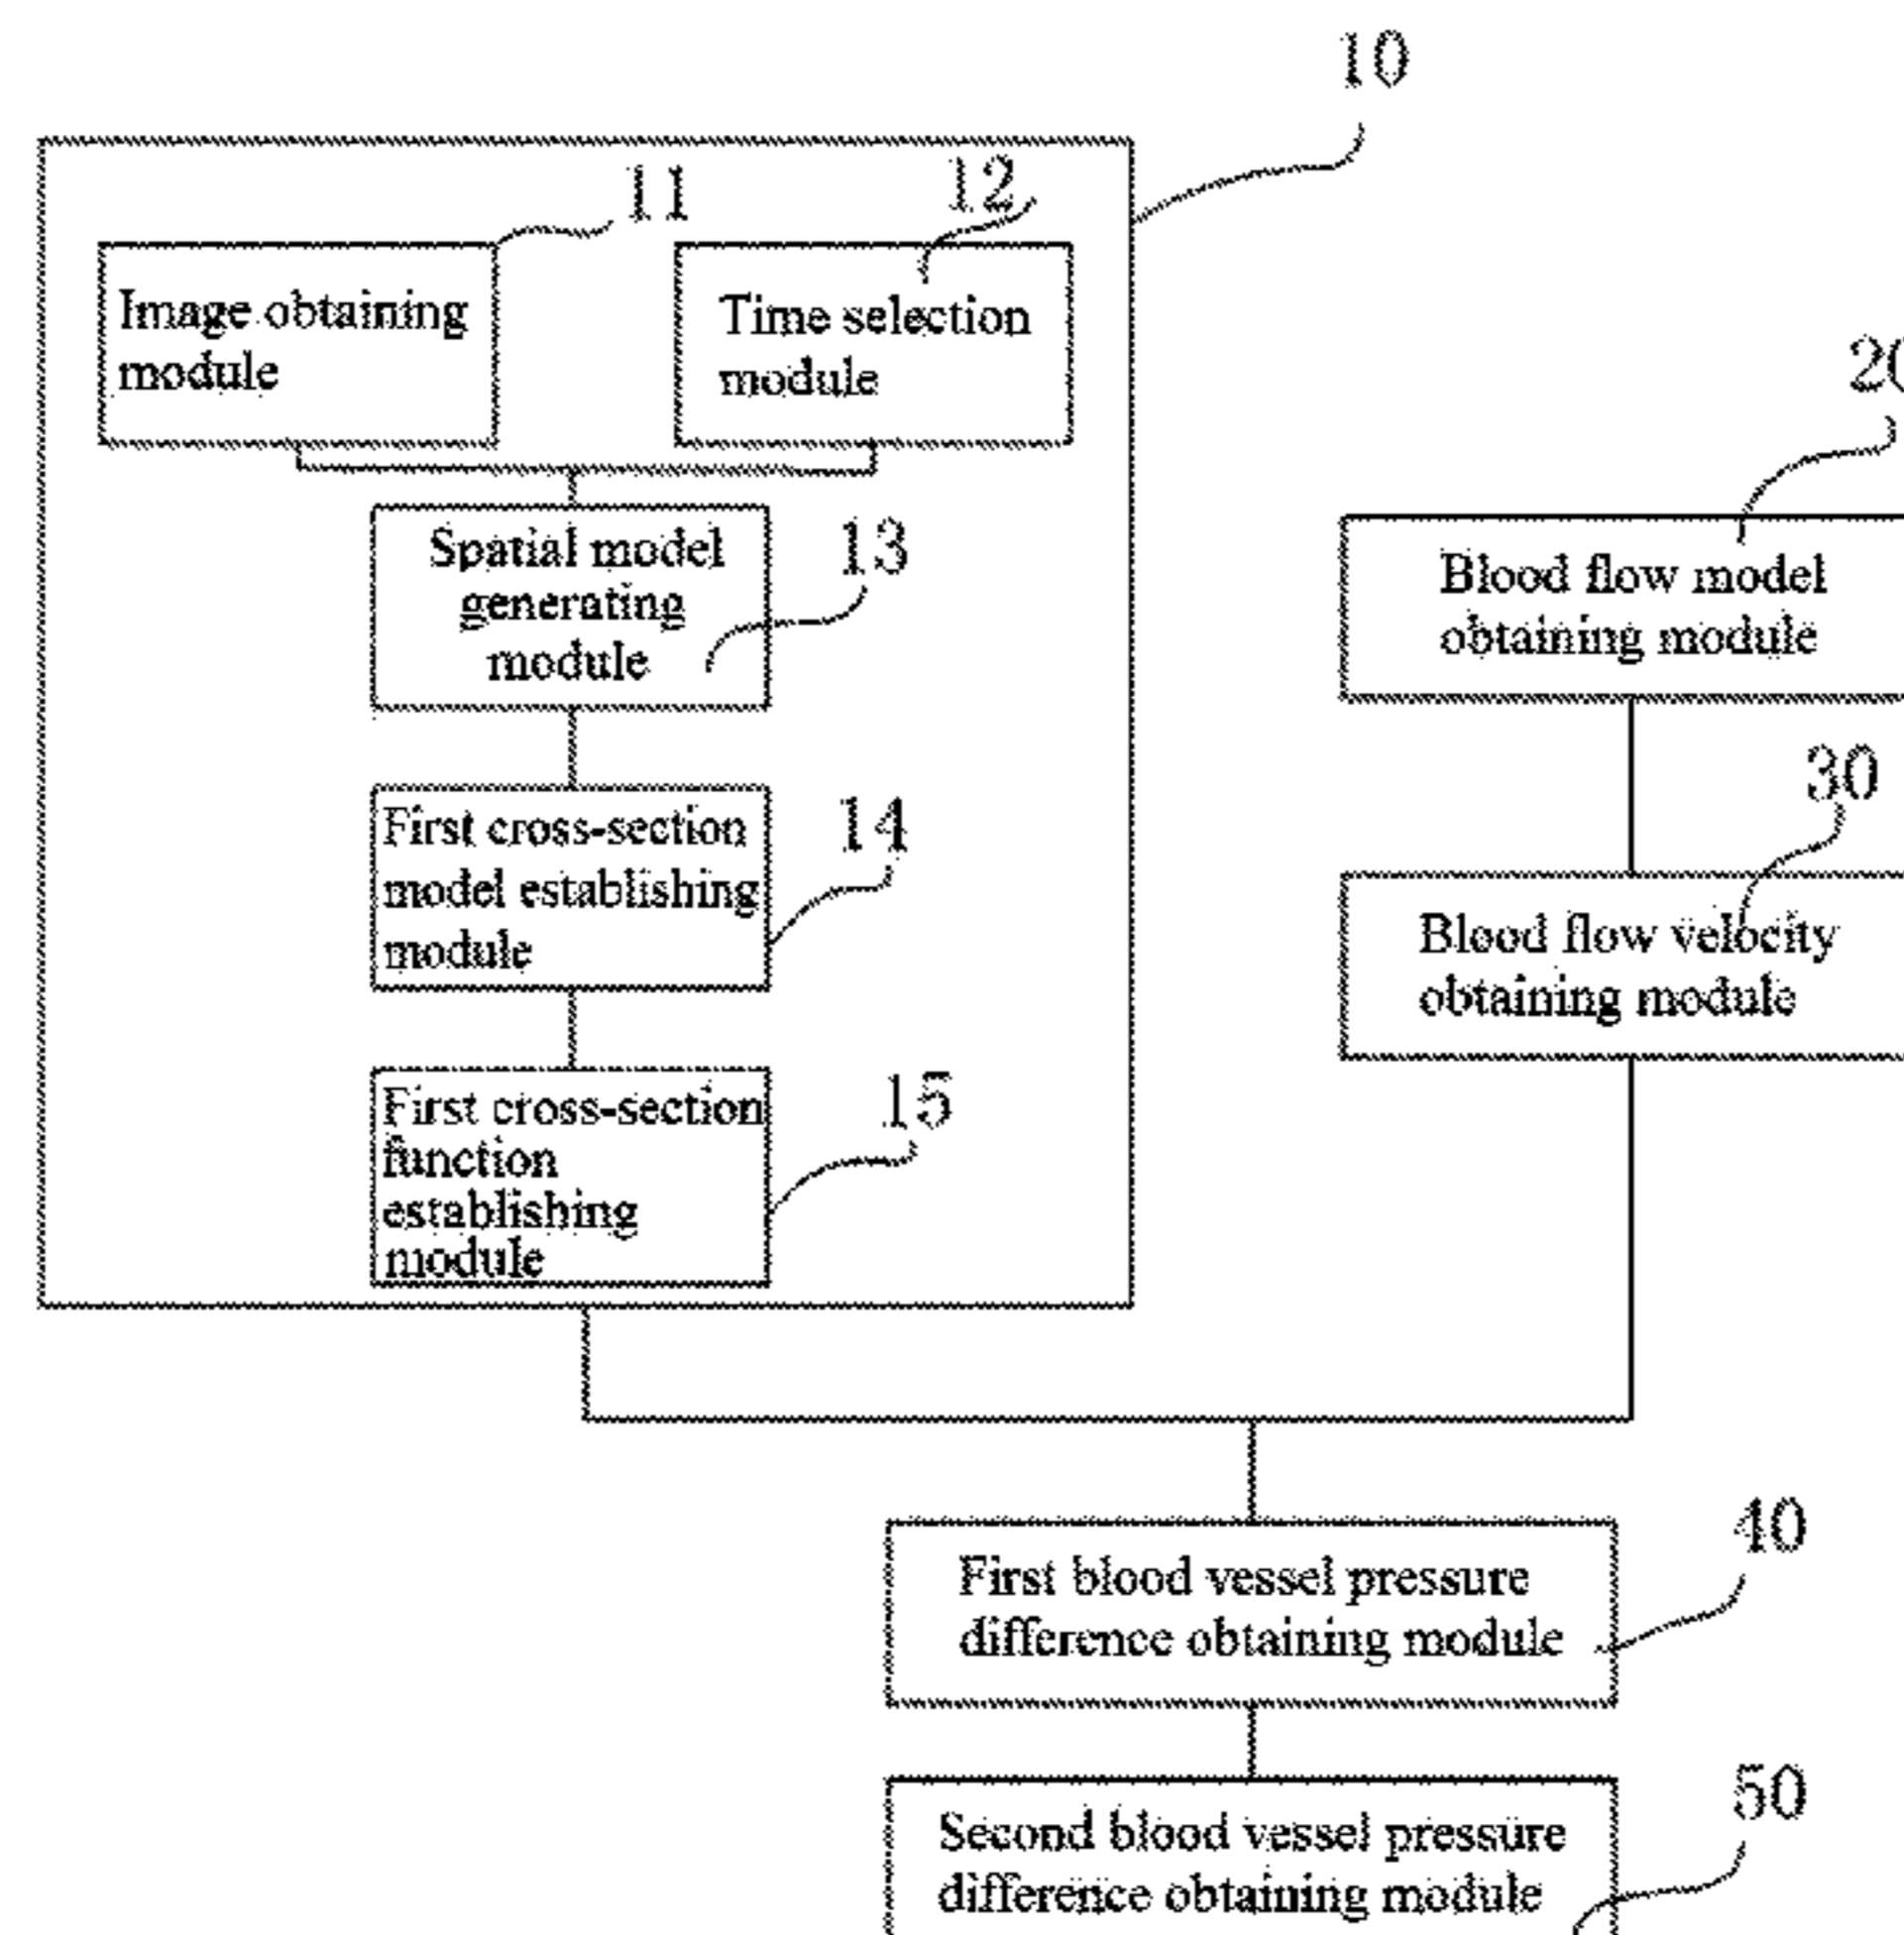 10
11
12
Image obtaining
module
Time selection
module
20
Spatial model
generating
module
13
Blood flow model
obtaining module
First cross-section
model establishing
module
14
30
Blood flow velocity
obtaining module
First cross-section
function
establishing
module
15
First blood vessel pressure
difference obtaining module
40
Second blood vessel pressure
difference obtaining module
50